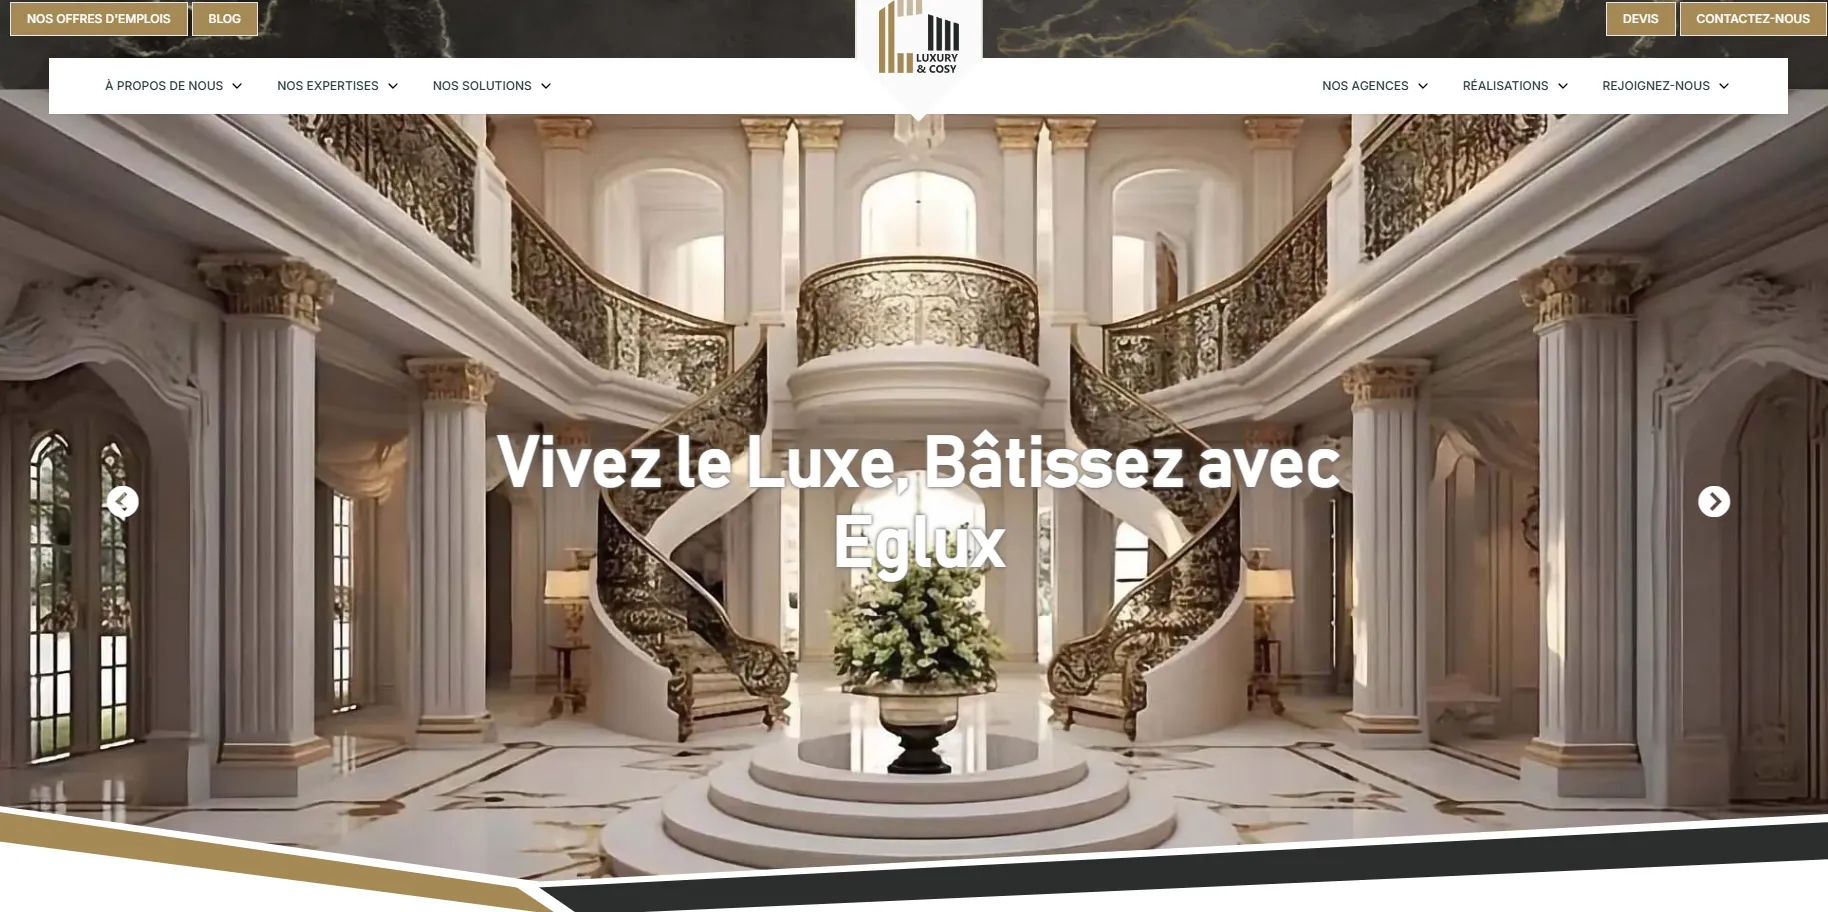 NOS OFFRES D'EMPLOIS
BLOG
DEVIS
CONTACTEZ-NOUS
LUXURY
& COSY
À PROPOS DE NOUS
NOS EXPERTISES
NOS SOLUTIONS
NOS AGENCES
RÉALISATIONS
REJOIGNEZ-NOUS
Vivez le Luxe, Bâtissez avec
Eglux